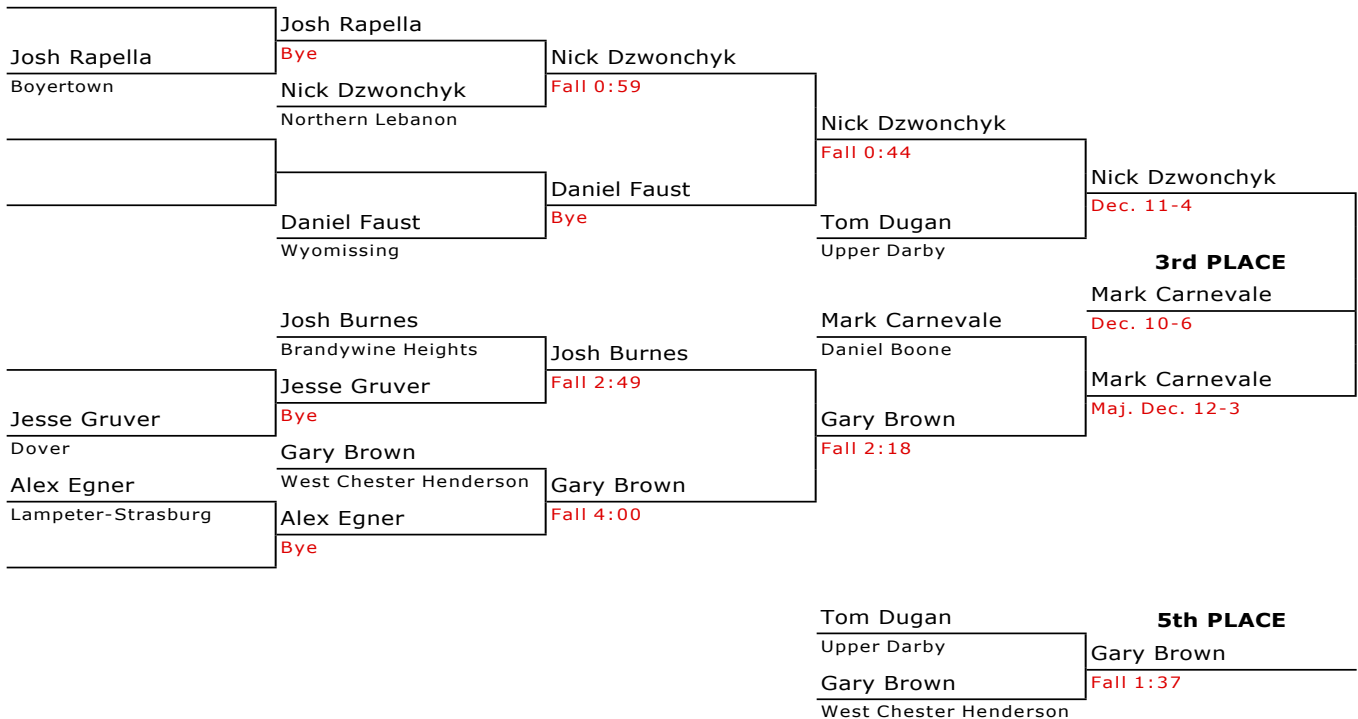 Josh Rapella
Boyertown
Jesse Gruver
Dover
Alex Egner
Lampeter-Strasburg
Josh Rapella
Bye
Nick Dzwonchyk
Northern Lebanon
Daniel Faust
Wyomissing
Josh Burnes
Brandywine Heights
Jesse Gruver
Bye
Gary Brown
West Chester Henderson
Alex Egner
Bye
Nick Dzwonchyk
Fall 0:59
Daniel Faust
Bye
Josh Burnes
Fall 2:49
Gary Brown
Fall 4:00
Nick Dzwonchyk
Fall 0:44
Tom Dugan
Upper Darby
Mark Carnevale
Daniel Boone
Gary Brown
Fall 2:18
Nick Dzwonchyk
Dec. 11-4
3rd PLACE
Mark Carnevale
Dec. 10-6
Mark Carnevale
Maj. Dec. 12-3
Tom Dugan
Upper Darby
Gary Brown
West Chester Henderson
5th PLACE
Gary Brown
Fall 1:37